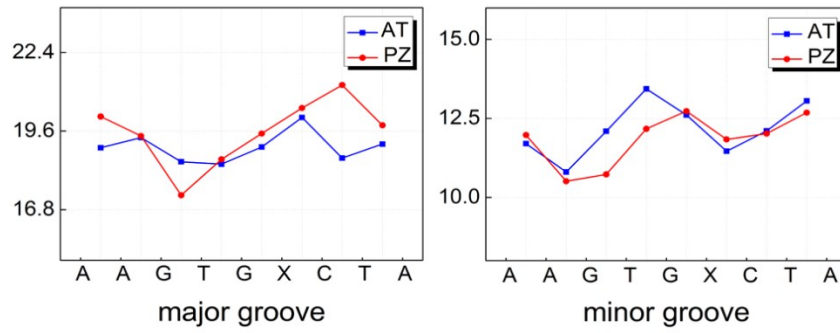 22.4
19.6
16.8
AT
PZ
A A G T G X C T A
major groove
15.0
12.5
10.0
AT
PZ
A A G T G X C T A
minor groove